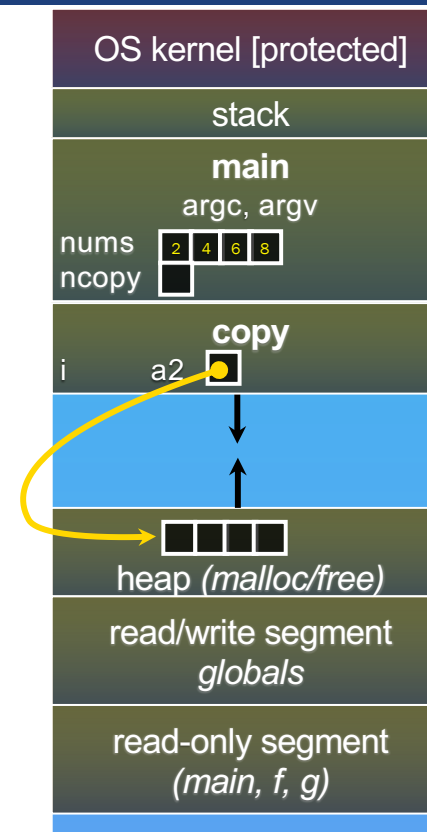 OS kernel [protected]
stack
main
argc, argv
nums 2 4 6 8
ncopy
copy
i a2
heap (malloc/free)
read/write segment
globals
read-only segment
(main, f, g)